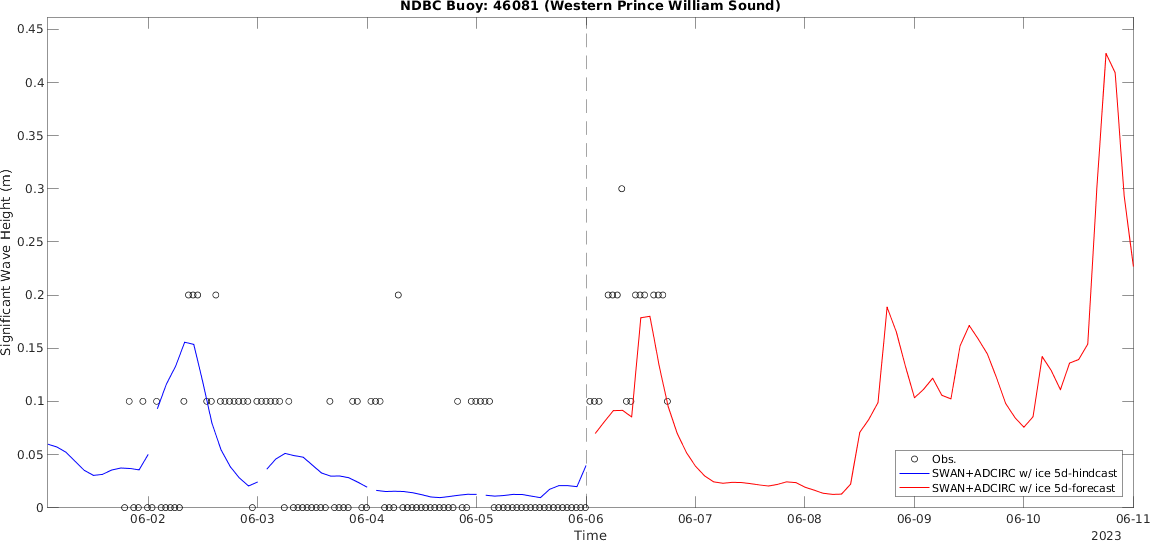 NDBC Buoy: 46081 (Western Prince William Sound)
0.45
0.4
0.35
0.3
0.25
0.2
0.15
0.1
0.05
0
Significant Wave Height (m)
Obs.
SWAN+ADCIRC w/ ice 5d-hindcast
SWAN+ADCIRC w/ ice 5d-forecast
06-02 06-03 06-04 06-05 06-06 06-07 06-08 06-09 06-10 06-11
Time
2023